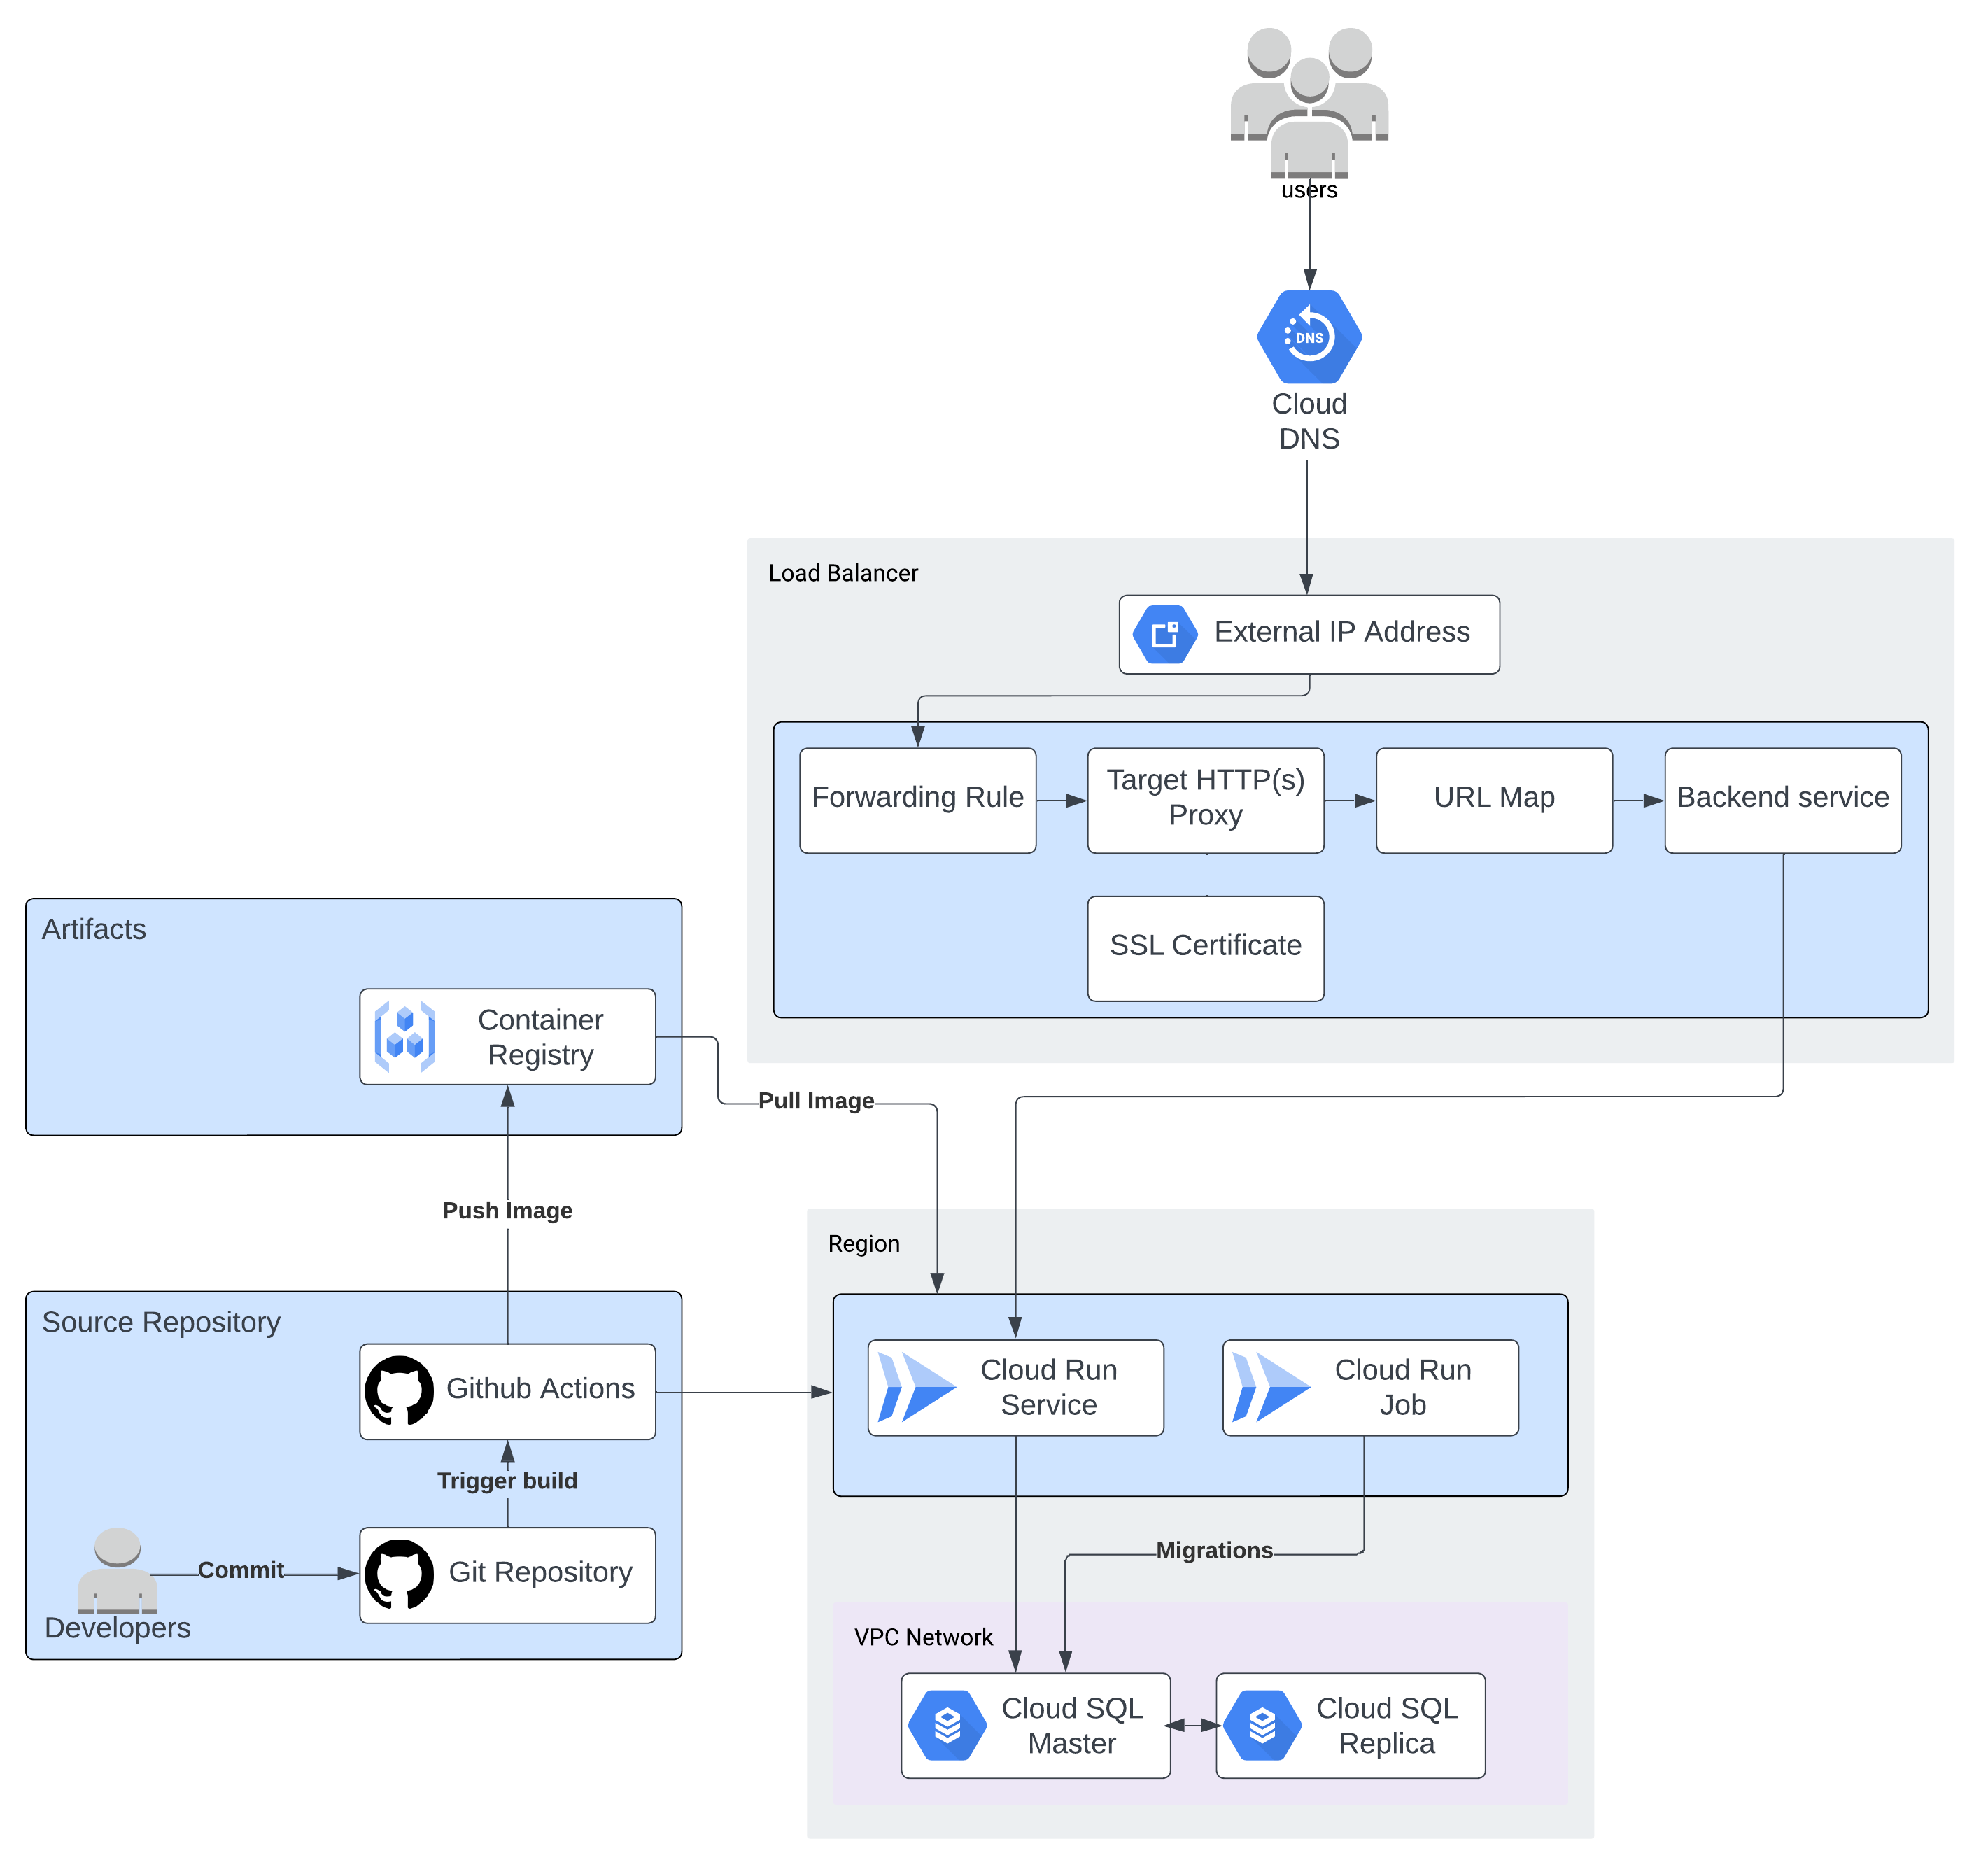 users
DNS
Cloud
DNS
Load Balancer
External IP Address
Forwarding Rule
Target HTTP(s)
Proxy
URL Map
Backend service
SSL Certificate
Artifacts
Container
Registry
Pull Image
Push Image
Region
Source Repository
Github Actions
Cloud Run
Service
Cloud Run
Job
Trigger build
Migrations
Commit
Git Repository
Developers
VPC Network
Cloud SQL
Master
Cloud SQL
Replica